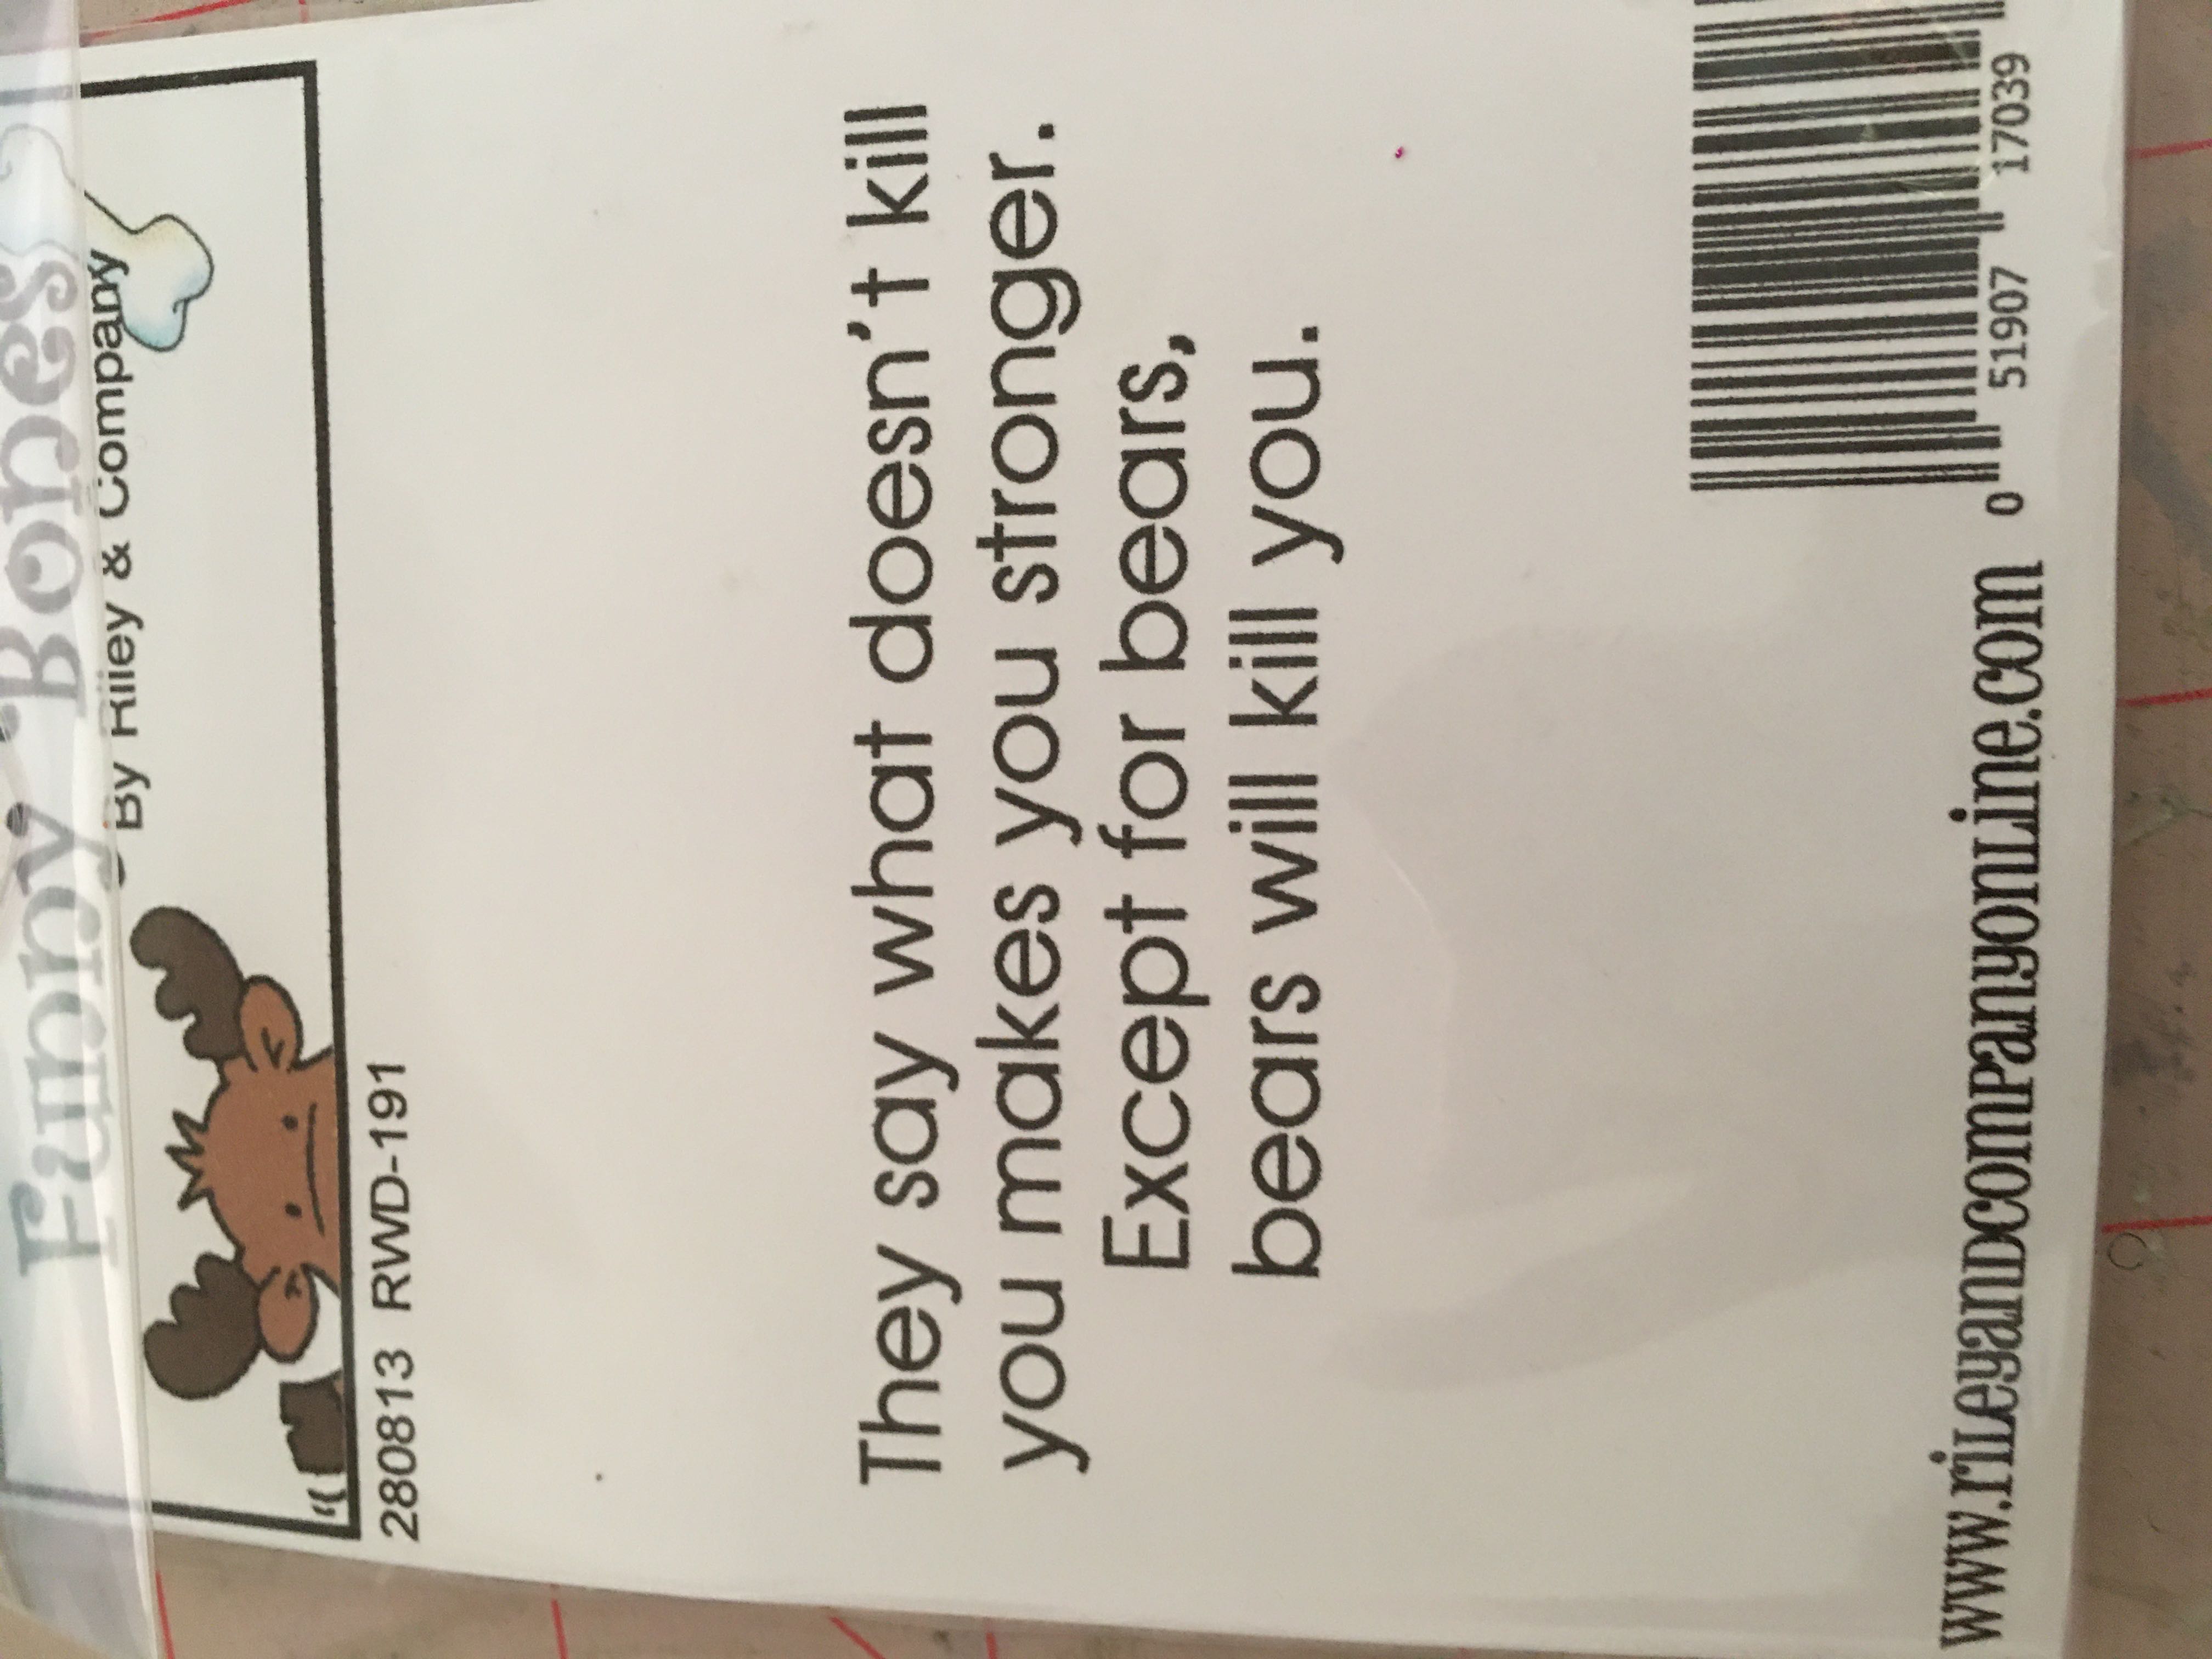 Funny Bones
By Riley & Company
280813 RWD-191
They say what doesn't kill
you makes you stronger.
Except for bears,
bears will kill you.
www.rileyandcompanyonline.com
0 51907 17039